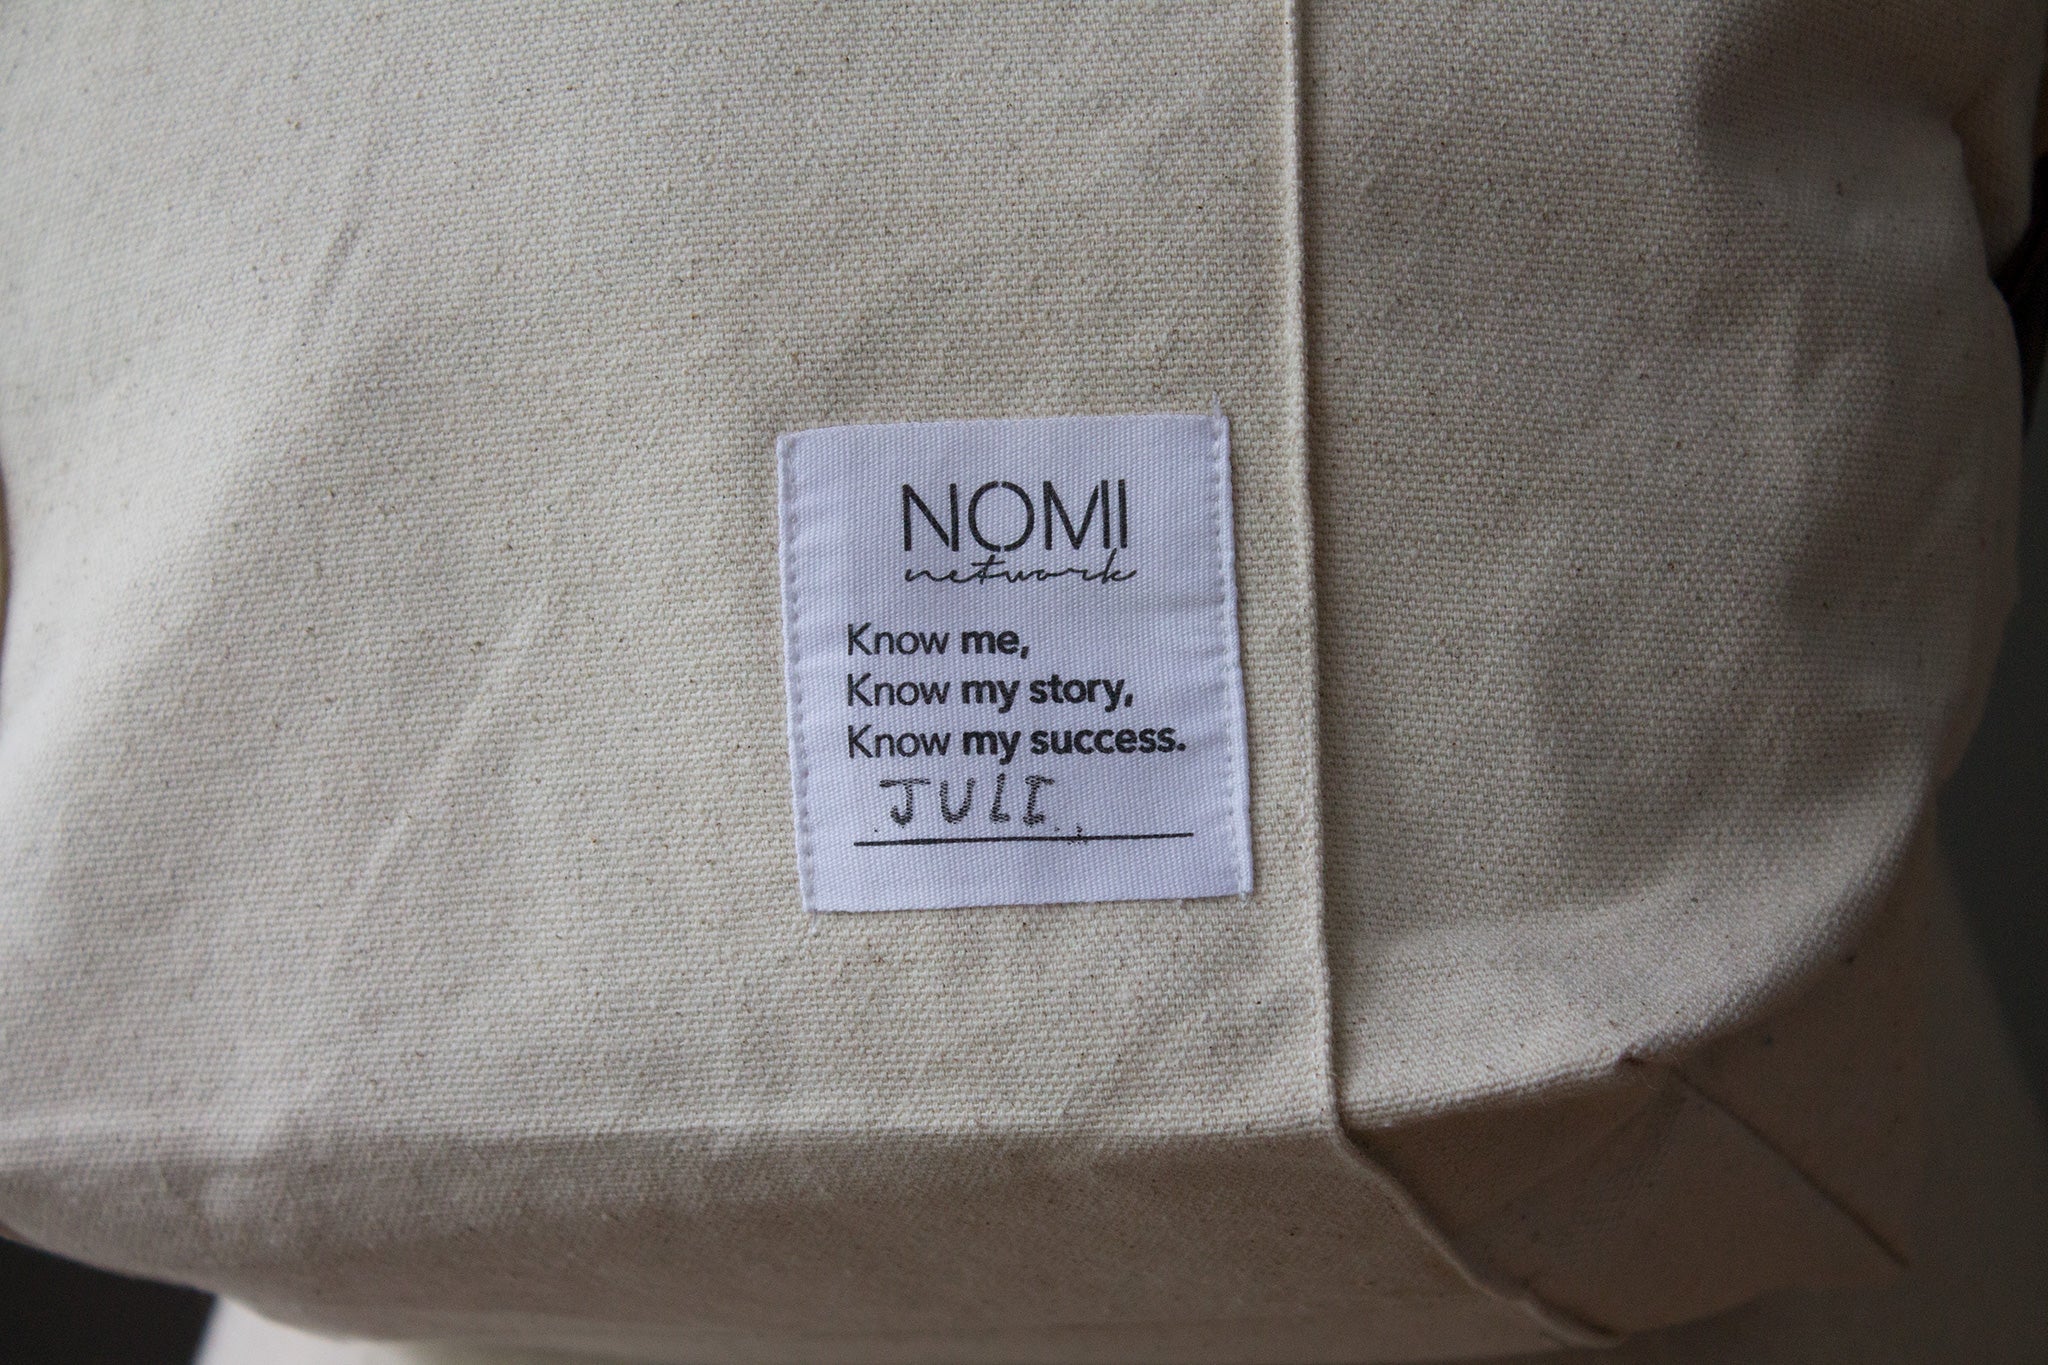 NOMI
network
Know me,
Know my story,
Know my success.
JULI